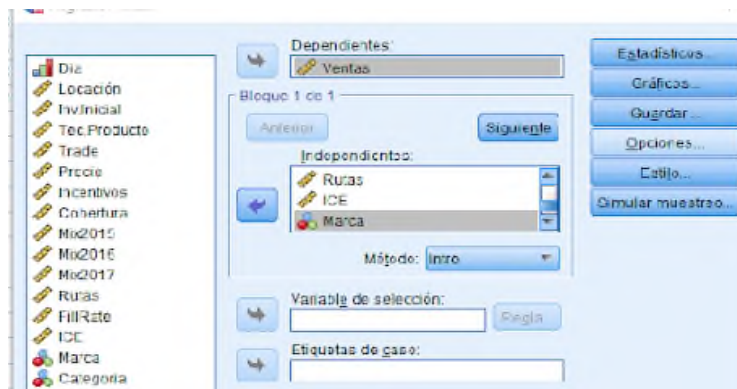 Dia
Locación
Inv.Inicial
Tec.Producto
Trade
Precio
Incentivos
Cobertura
Mix2015
Mix2016
Mix2017
Rutas
FillRate
ICE
Marca
Categoria
Dependientes:
Ventas
Bloque 1 de 1
Anterior
Siguiente
Independientes:
Rutas
ICE
Marca
Método: Intro
Variable de selección:
Regla...
Etiquetas de caso:
Estadísticos...
Gráficos...
Guardar...
Opciones...
Estilo...
Simular muestreo...